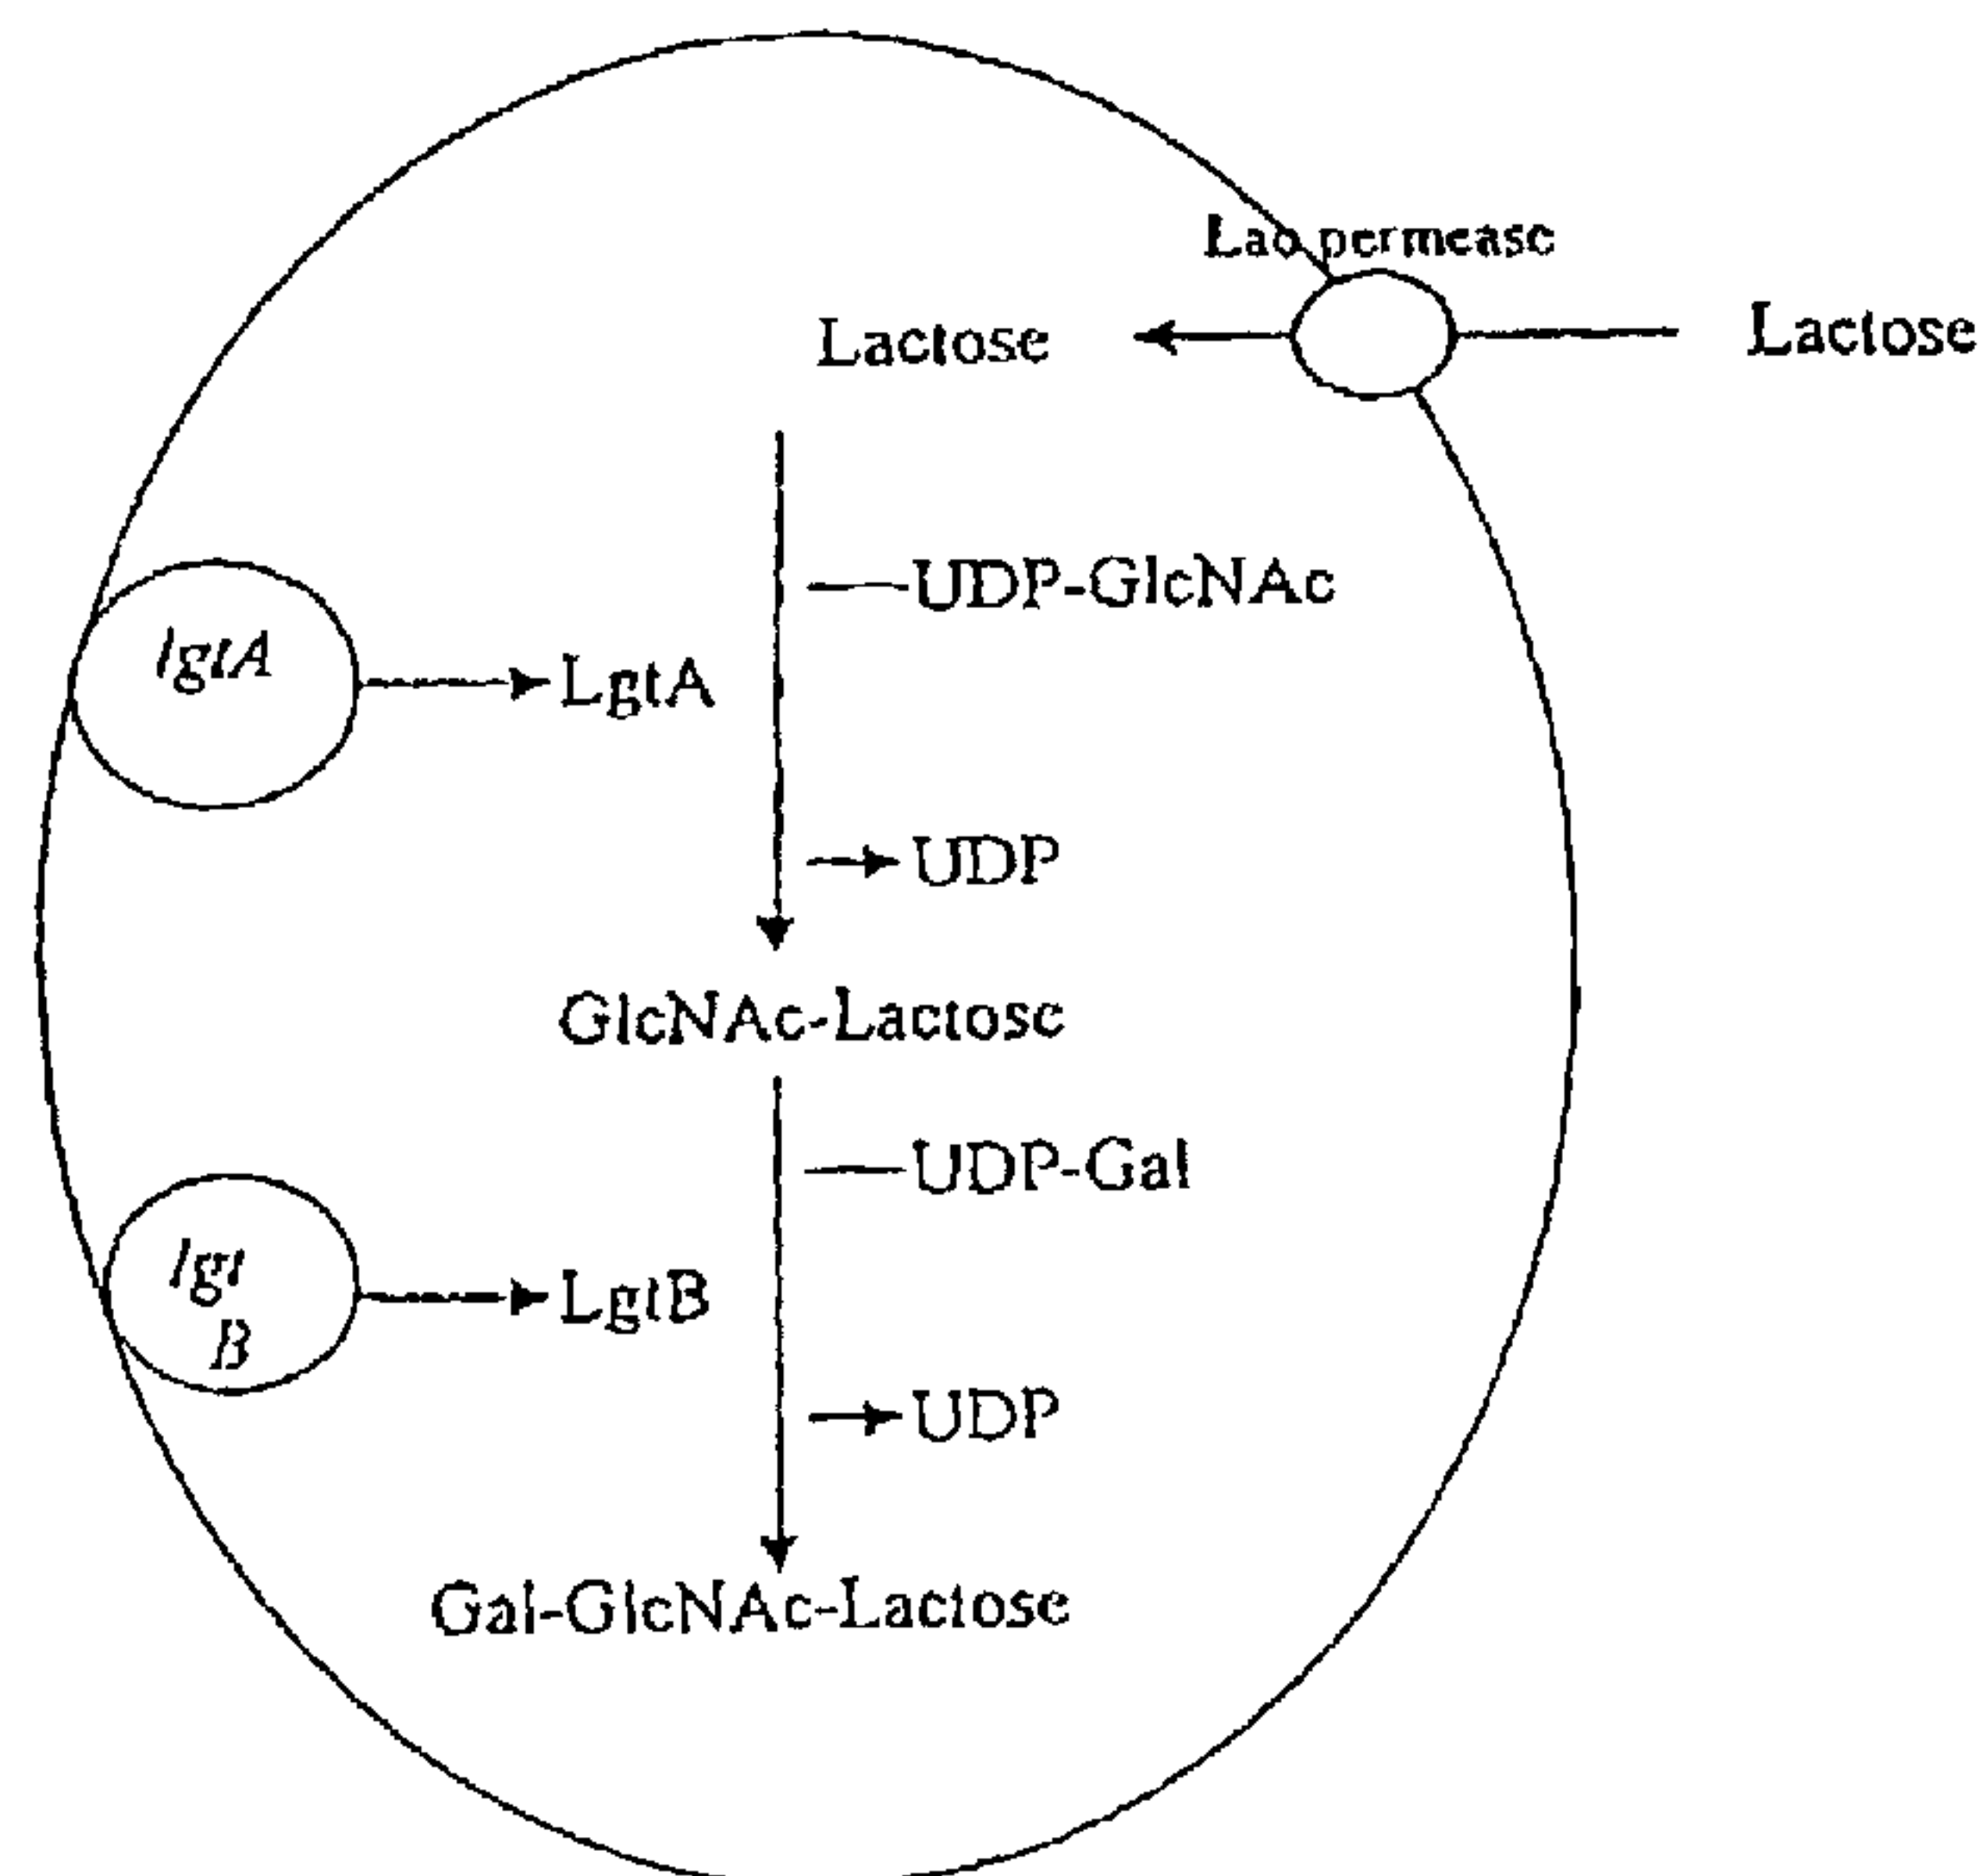 Lac permease
Lactose
Lactose
UDP-GlcNAc
lgtA
LgtA
UDP
GlcNAc-Lactose
UDP-Gal
lgt
B
LgtB
UDP
Gal-GlcNAc-Lactose